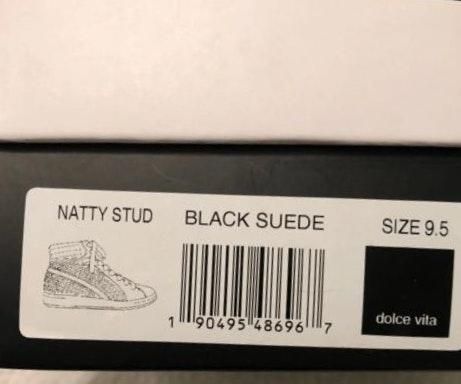 NATTY STUD BLACK SUEDE SIZE 9.5
dolce vita
1 90495 48696 7